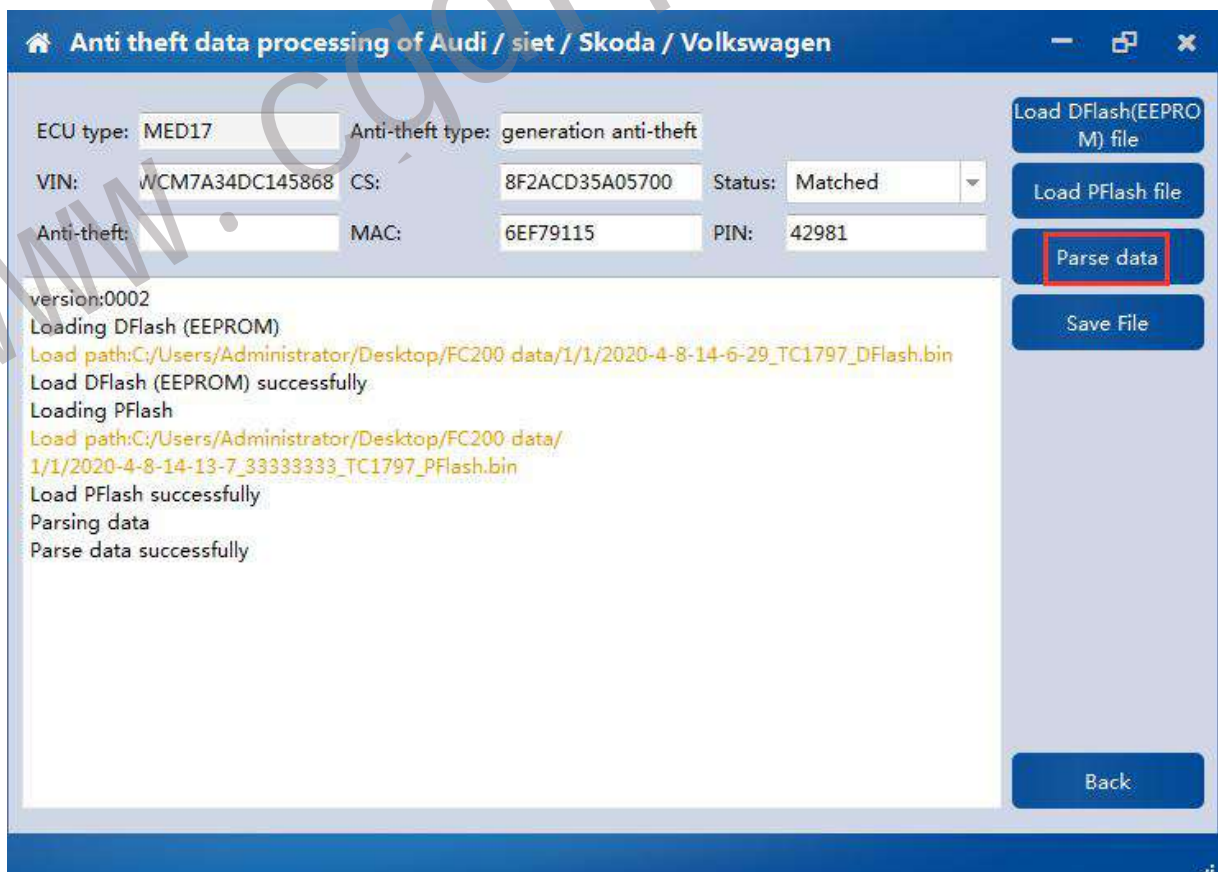 Anti theft data processing of Audi / siet / Skoda / Volkswagen
ECU type: MED17 Anti-theft type: generation anti-theft
VIN: WCM7A34DC145868 CS: 8F2ACD35A05700 Status: Matched
Anti-theft: MAC: 6EF79115 PIN: 42981
Load DFlash(EEPRO
M) file
Load PFlash file
Parse data
Save File
version:0002
Loading DFlash (EEPROM)
Load path:C:/Users/Administrator/Desktop/FC200 data/1/1/2020-4-8-14-6-29_TC1797_DFlash.bin
Load DFlash (EEPROM) successfully
Loading PFlash
Load path:C:/Users/Administrator/Desktop/FC200 data/
1/1/2020-4-8-14-13-7_33333333_TC1797_PFlash.bin
Load PFlash successfully
Parsing data
Parse data successfully
Back